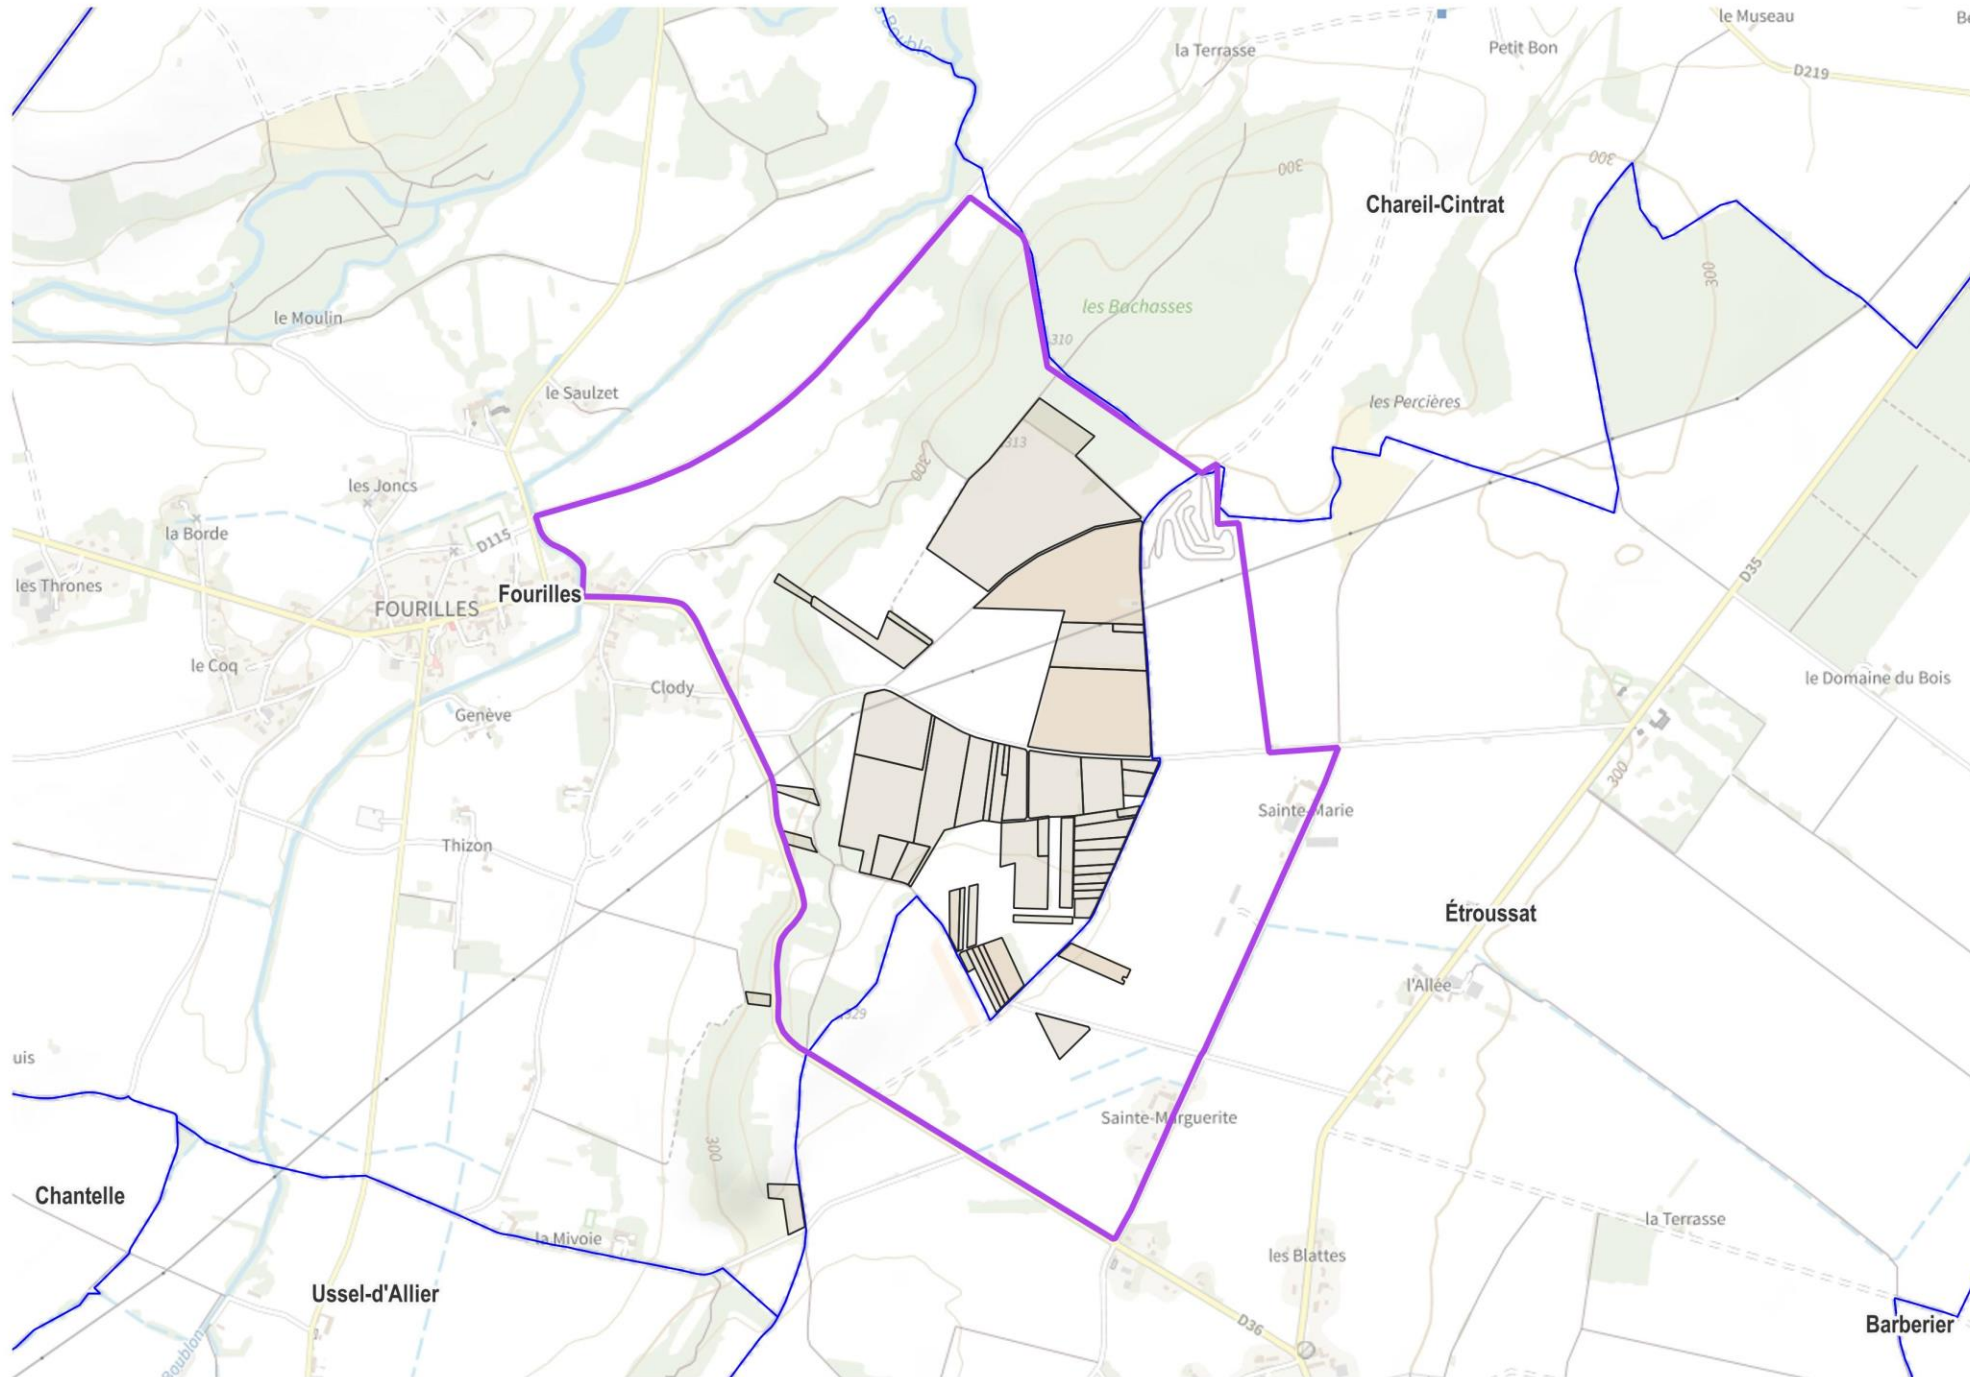 le Museau
Bouble
la Terrasse
Petit Bon
D219
300
300
Chareil-Cintrat
300
les Bachasses
le Moulin
310
le Saulzet
les Percières
313
300
les Joncs
la Borde
D115
D35
les Thrones
Fourilles
FOURILLES
le Coq
Clody
le Domaine du Bois
Genève
300
Sainte-Marie
Thizon
Étroussat
l'Allée
329
uis
Sainte-Marguerite
300
Chantelle
la Terrasse
la Mivoie
les Blattes
Ussel-d'Allier
D36
Barberier
Boublon